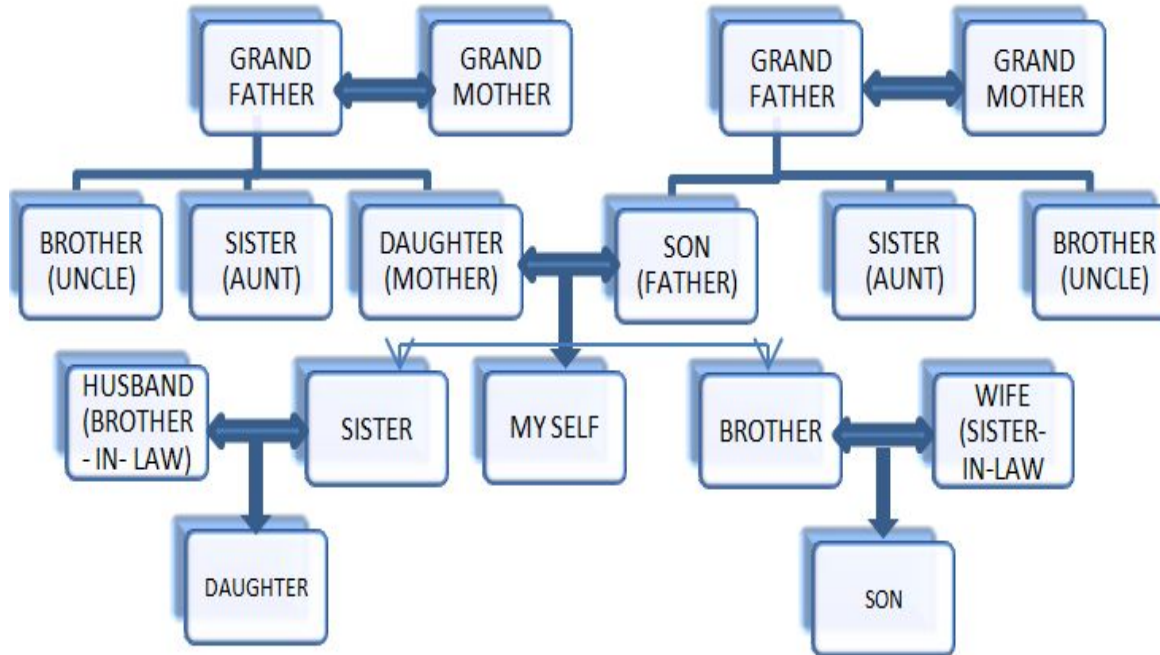 GRAND
FATHER
GRAND
MOTHER
GRAND
FATHER
GRAND
MOTHER
BROTHER
(UNCLE)
SISTER
(AUNT)
DAUGHTER
(MOTHER)
SON
(FATHER)
SISTER
(AUNT)
BROTHER
(UNCLE)
HUSBAND
(BROTHER
- IN- LAW)
SISTER
MY SELF
BROTHER
WIFE
(SISTER-
IN-LAW
DAUGHTER
SON